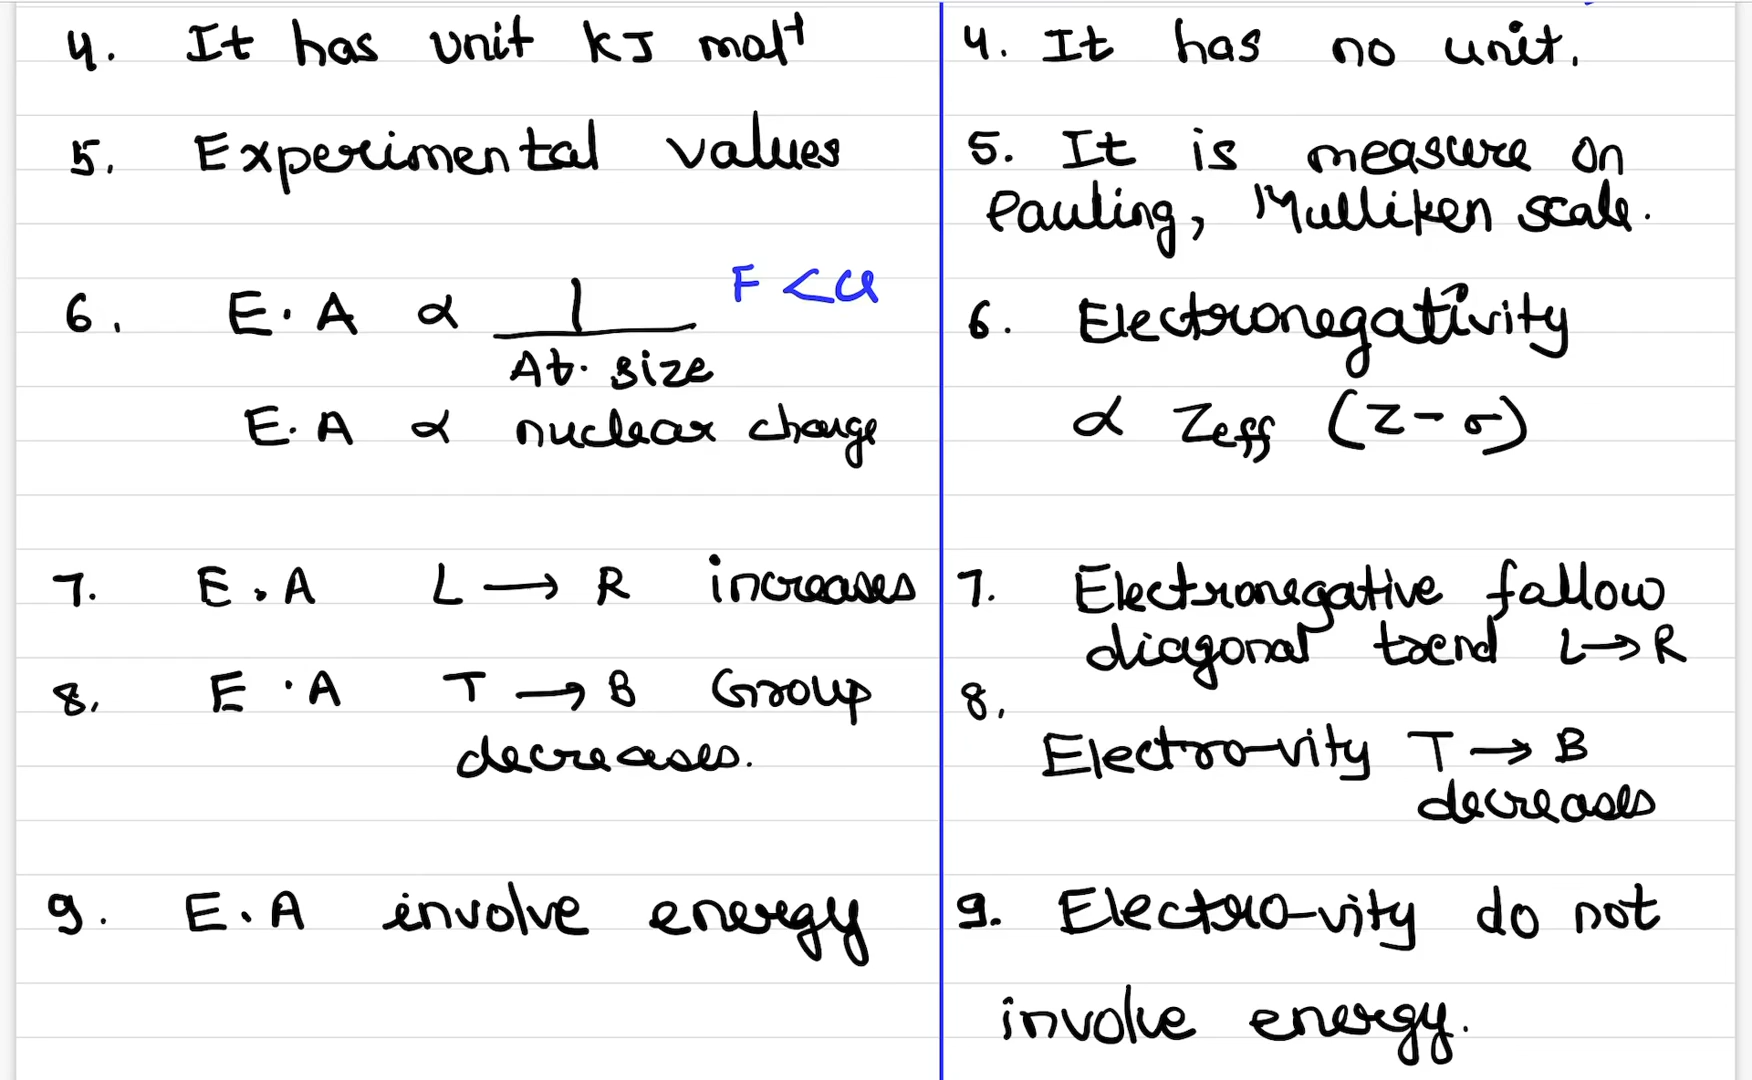 4. It has unit kJ mol⁻¹
5. Experimental values
6. E.A ∝ 1 / At. size F < Cl
E.A ∝ nuclear charge
7. E.A L → R increases
8. E.A T → B Group
decreases.
9. E.A involve energy
4. It has no unit.
5. It is measure on
Pauling, Mulliken scale.
6. Electronegativity
∝ Zeff (Z - σ)
7. Electronegative follow
diagonal trend L → R
8.
Electro-vity T → B
decreases
9. Electro-vity do not
involve energy.